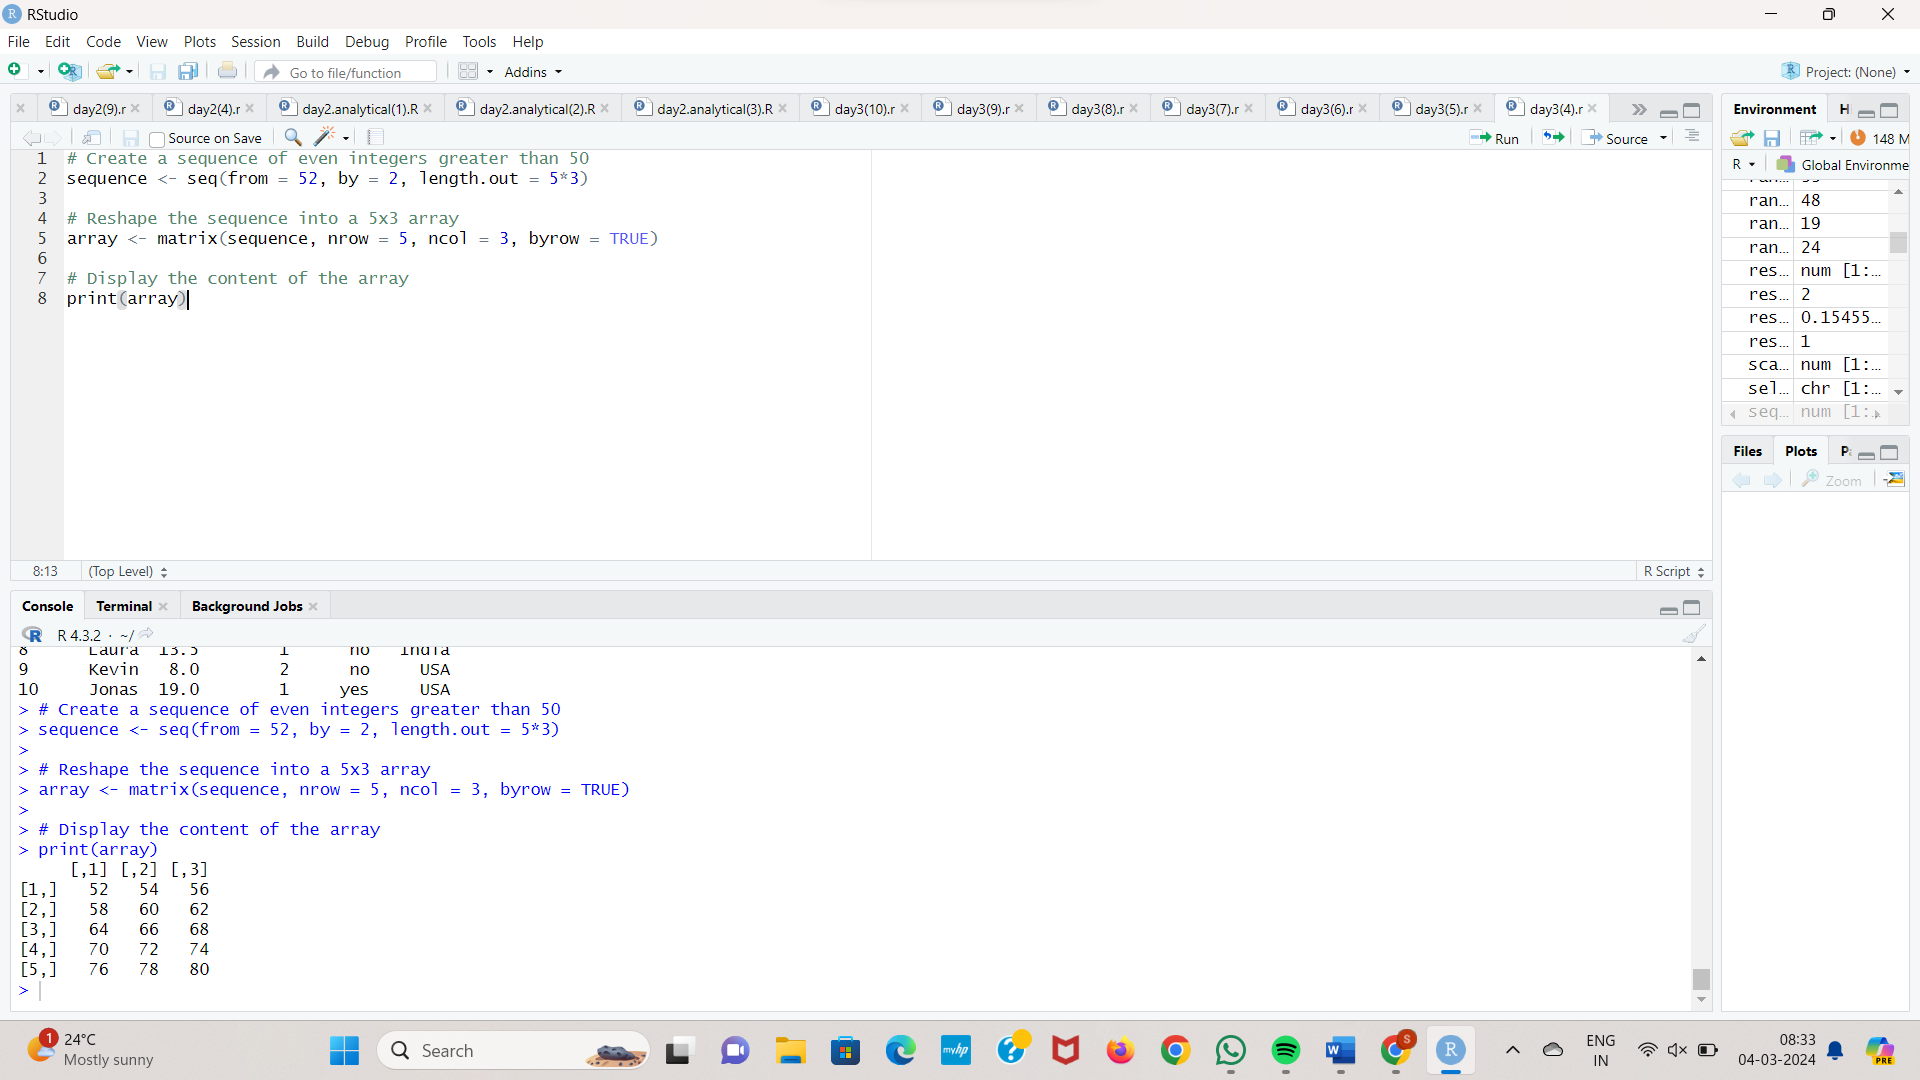 RStudio
File Edit Code View Plots Session Build Debug Profile Tools Help
Go to file/function
Addins
Project: (None)
day2(9).r day2(4).r day2.analytical(1).R day2.analytical(2).R day2.analytical(3).R day3(10).r day3(9).r day3(8).r day3(7).r day3(6).r day3(5).r day3(4).r
Source on Save
Run
Source
1 # Create a sequence of even integers greater than 50
2 sequence <- seq(from = 52, by = 2, length.out = 5*3)
3
4 # Reshape the sequence into a 5x3 array
5 array <- matrix(sequence, nrow = 5, ncol = 3, byrow = TRUE)
6
7 # Display the content of the array
8 print(array)
8:13 (Top Level)
R Script
Console Terminal Background Jobs
R 4.3.2 · ~/
8 Laura 13.5 1 no India
9 Kevin 8.0 2 no USA
10 Jonas 19.0 1 yes USA
> # Create a sequence of even integers greater than 50
> sequence <- seq(from = 52, by = 2, length.out = 5*3)
>
> # Reshape the sequence into a 5x3 array
> array <- matrix(sequence, nrow = 5, ncol = 3, byrow = TRUE)
>
> # Display the content of the array
> print(array)
[,1] [,2] [,3]
[1,] 52 54 56
[2,] 58 60 62
[3,] 64 66 68
[4,] 70 72 74
[5,] 76 78 80
>
Environment H
148 M
R Global Environme
ran... 48
ran... 19
ran... 24
res... num [1:...
res... 2
res... 0.15455...
res... 1
sca... num [1:...
sel... chr [1:...
seq... num [1:
Files Plots P
Zoom
1
24°C
Mostly sunny
Search
myhp
S
R
ENG
IN
08:33
04-03-2024
PRE